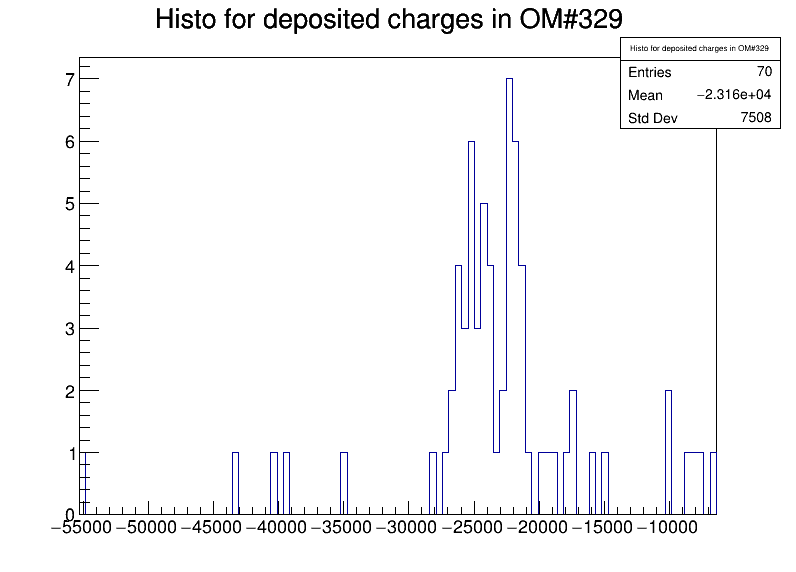 Histo for deposited charges in OM#329
Histo for deposited charges in OM#329
Entries 70
Mean −2.316e+04
Std Dev 7508
7
6
5
4
3
2
1
0
−55000 −50000 −45000 −40000 −35000 −30000 −25000 −20000 −15000 −10000